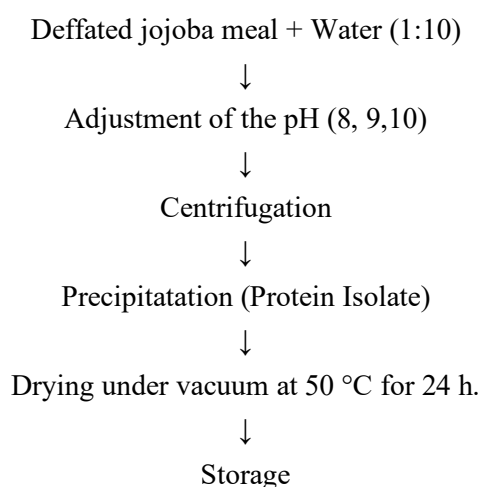 Deffated jojoba meal + Water (1:10)
↓
Adjustment of the pH (8, 9,10)
↓
Centrifugation
↓
Precipitatation (Protein Isolate)
↓
Drying under vacuum at 50 °C for 24 h.
↓
Storage